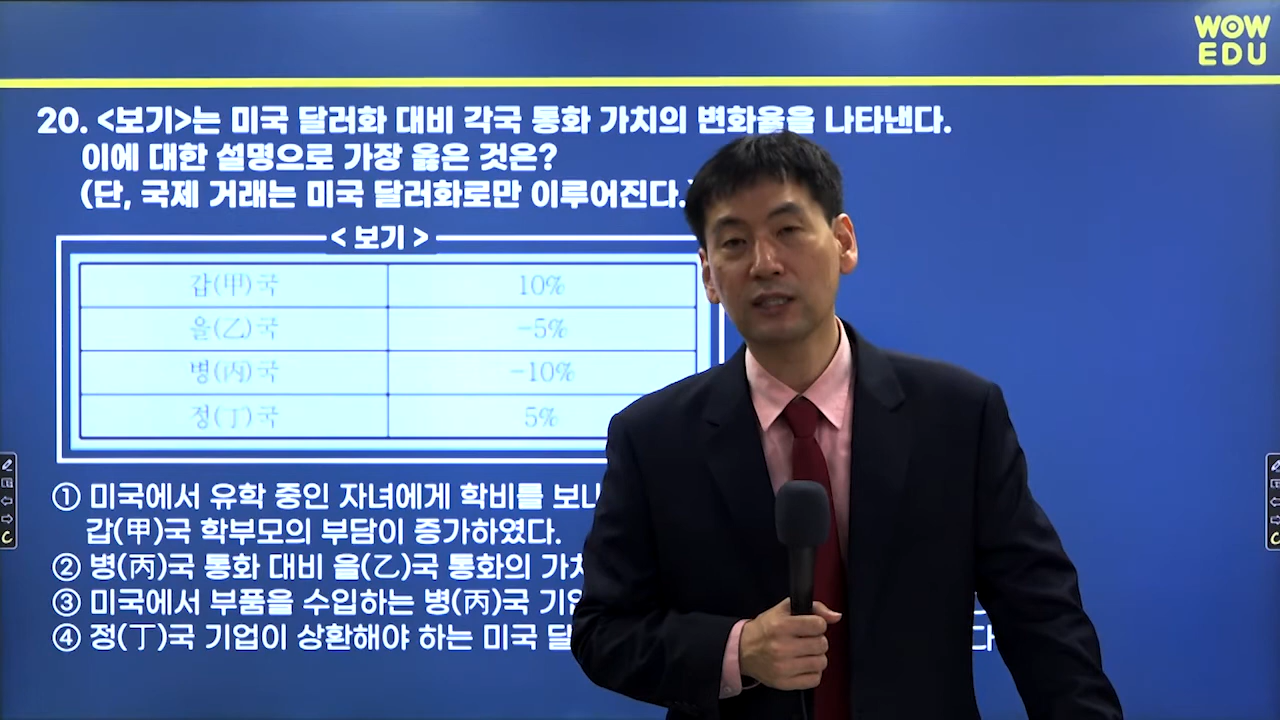 WOW
EDU
20. <보기>는 미국 달러화 대비 각국 통화 가치의 변화율을 나타낸다.
이에 대한 설명으로 가장 옳은 것은?
(단, 국제 거래는 미국 달러화로만 이루어진다.
< 보기 >
갑(甲)국 10%
을(乙)국 -5%
병(丙)국 -10%
정(丁)국 5%
① 미국에서 유학 중인 자녀에게 학비를
갑(甲)국 학부모의 부담이 증가하였다.
② 병(丙)국 통화 대비 을(乙)국 통화의
③ 미국에서 부품을 수입하는 병(丙)국
④ 정(丁)국 기업이 상환해야 하는 미국